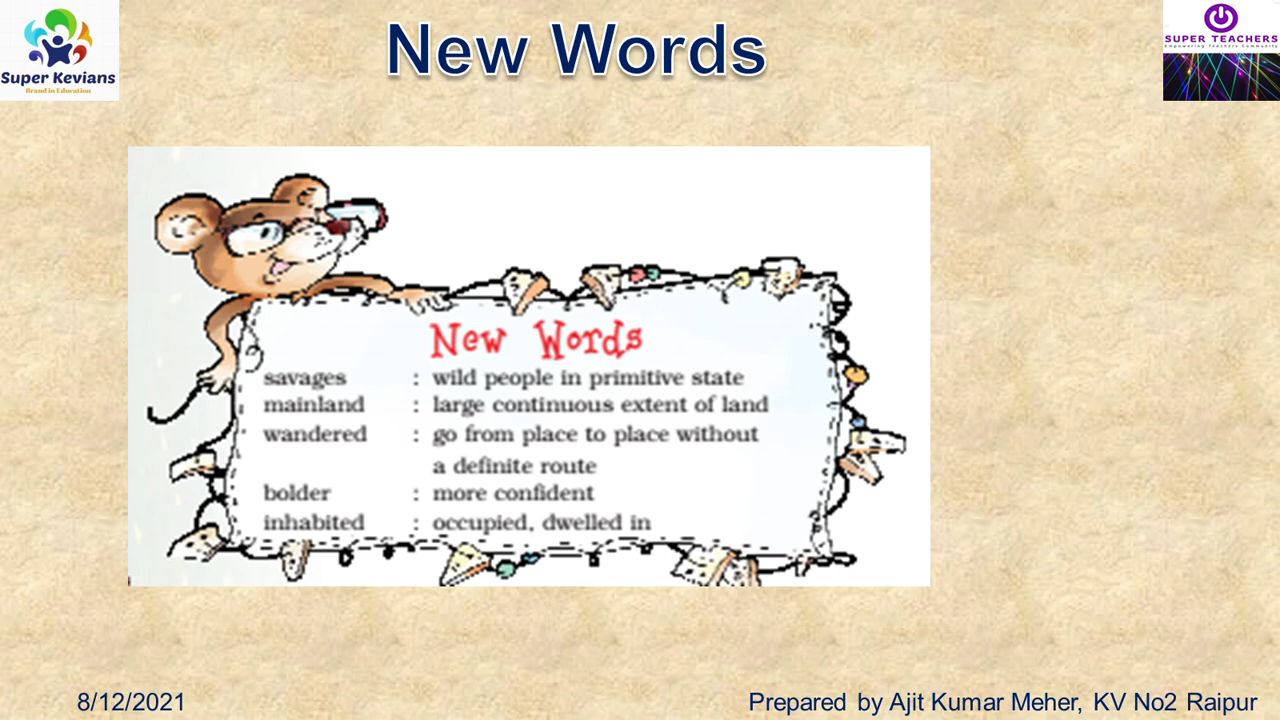 New Words
Super Kevians
Brand in Education
SUPER TEACHERS
Empowering Teachers Community
New Words
savages : wild people in primitive state
mainland : large continuous extent of land
wandered : go from place to place without
a definite route
bolder : more confident
inhabited : occupied, dwelled in
8/12/2021
Prepared by Ajit Kumar Meher, KV No2 Raipur